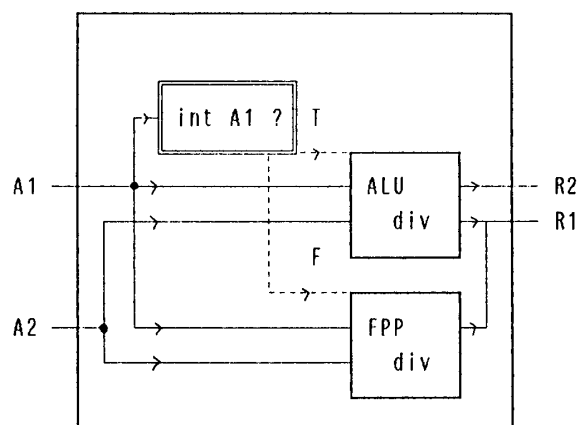 int A1 ?
T
A1
ALU
R2
div
R1
F
A2
FPP
div